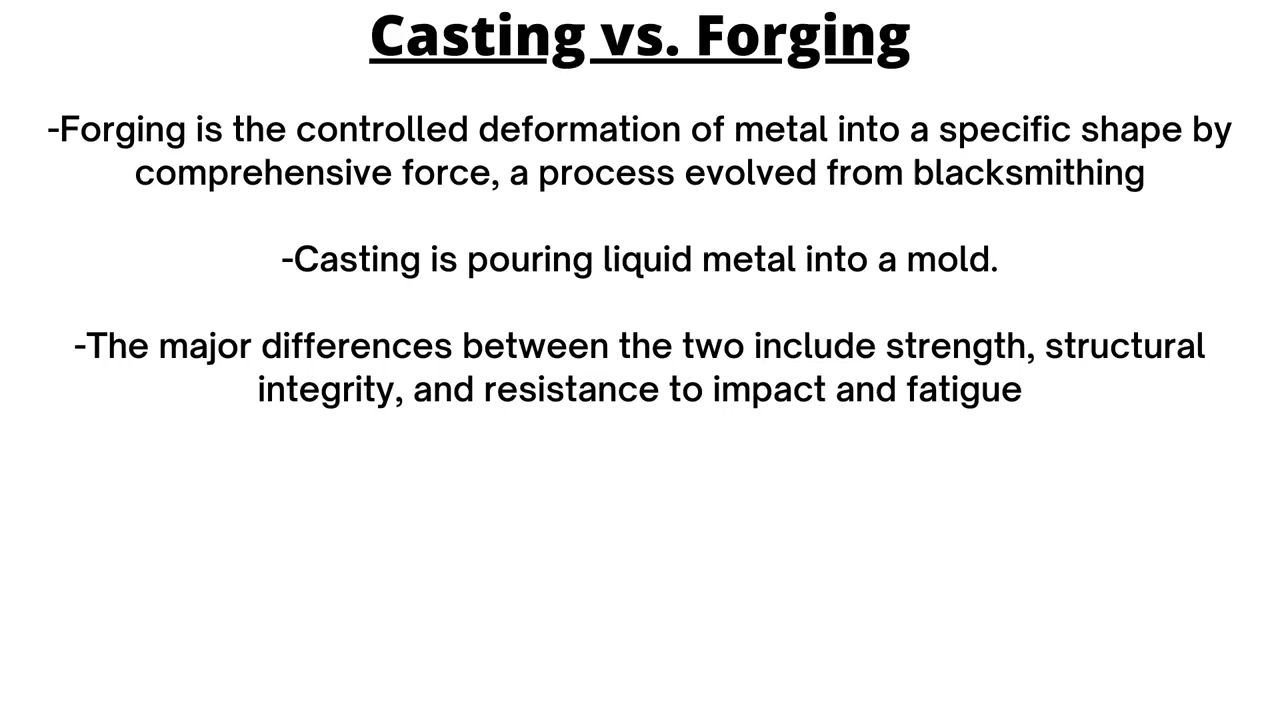 Casting vs. Forging
-Forging is the controlled deformation of metal into a specific shape by
comprehensive force, a process evolved from blacksmithing
-Casting is pouring liquid metal into a mold.
-The major differences between the two include strength, structural
integrity, and resistance to impact and fatigue